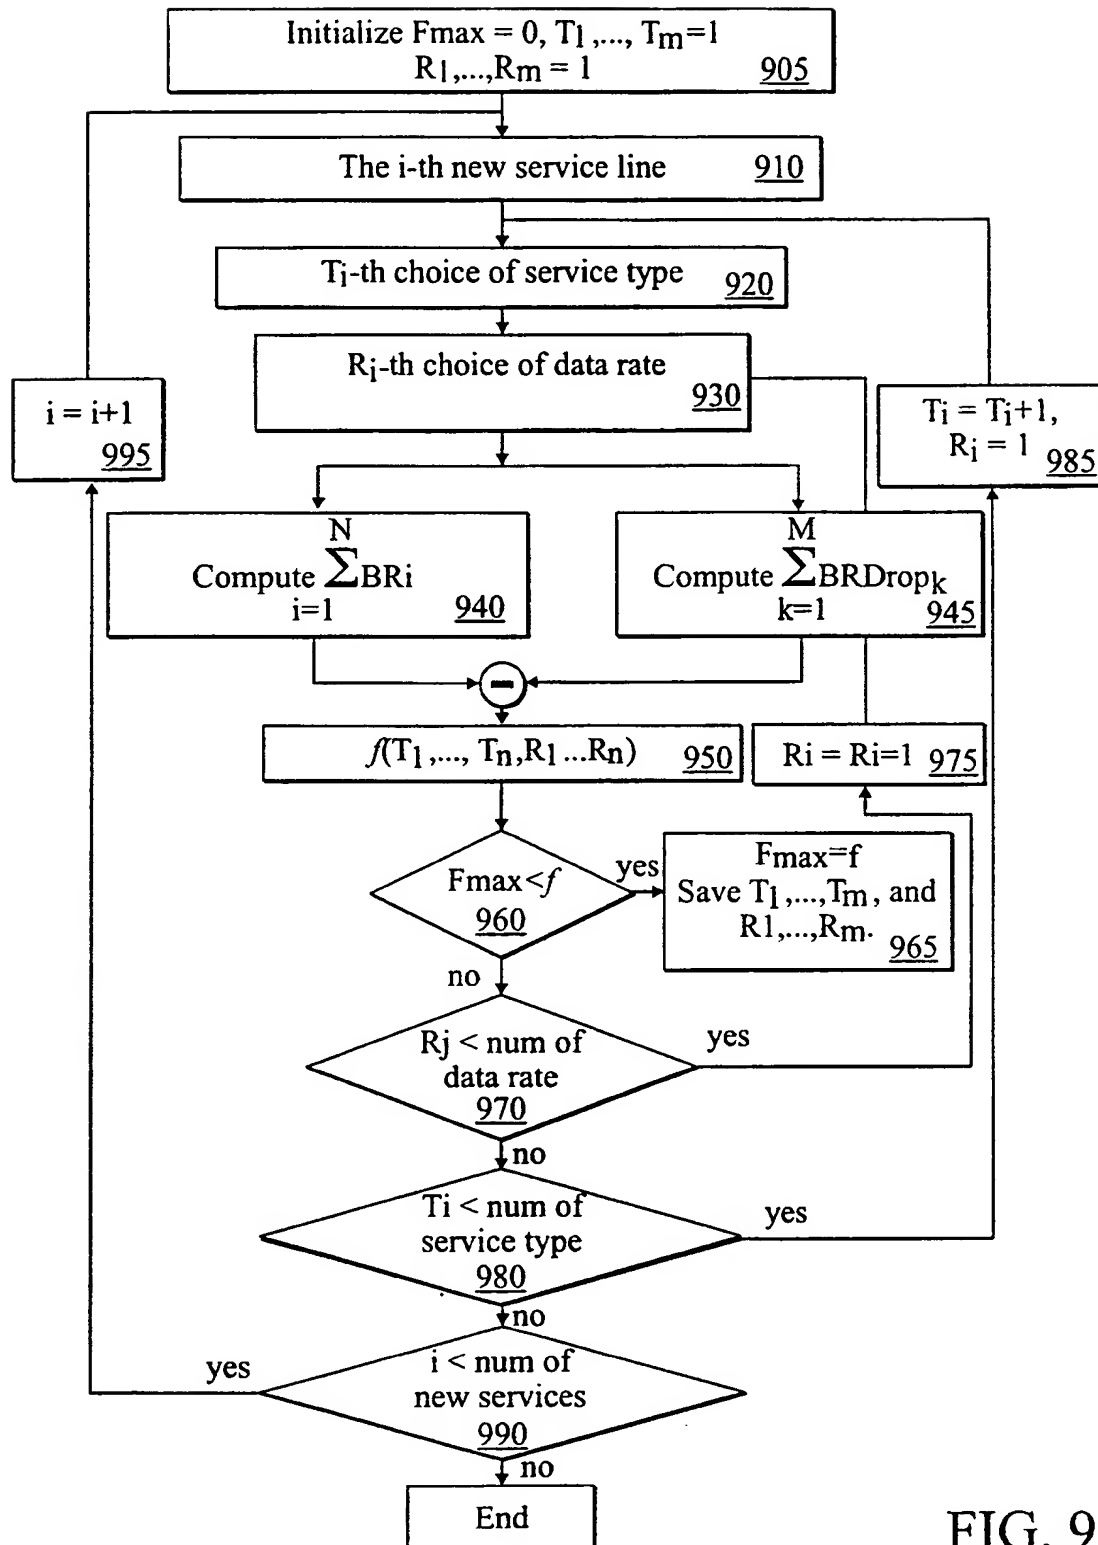 Initialize Fmax = 0, T1,..., Tm=1
R1,...,Rm = 1 905
The i-th new service line 910
Ti-th choice of service type 920
Ri-th choice of data rate 930
i = i+1
995
Ti = Ti+1,
Ri = 1 985
N
Compute ∑BRi
i=1 940
M
Compute ∑BRDropk
k=1 945
−
f(T1,..., Tn,R1 ...Rn) 950
Ri = Ri=1 975
Fmax<f
960
yes
Fmax=f
Save T1,...,Tm, and
R1,...,Rm.
965
no
Rj < num of
data rate
970
yes
no
Ti < num of
service type
980
yes
no
i < num of
new services
990
yes
no
End
FIG. 9